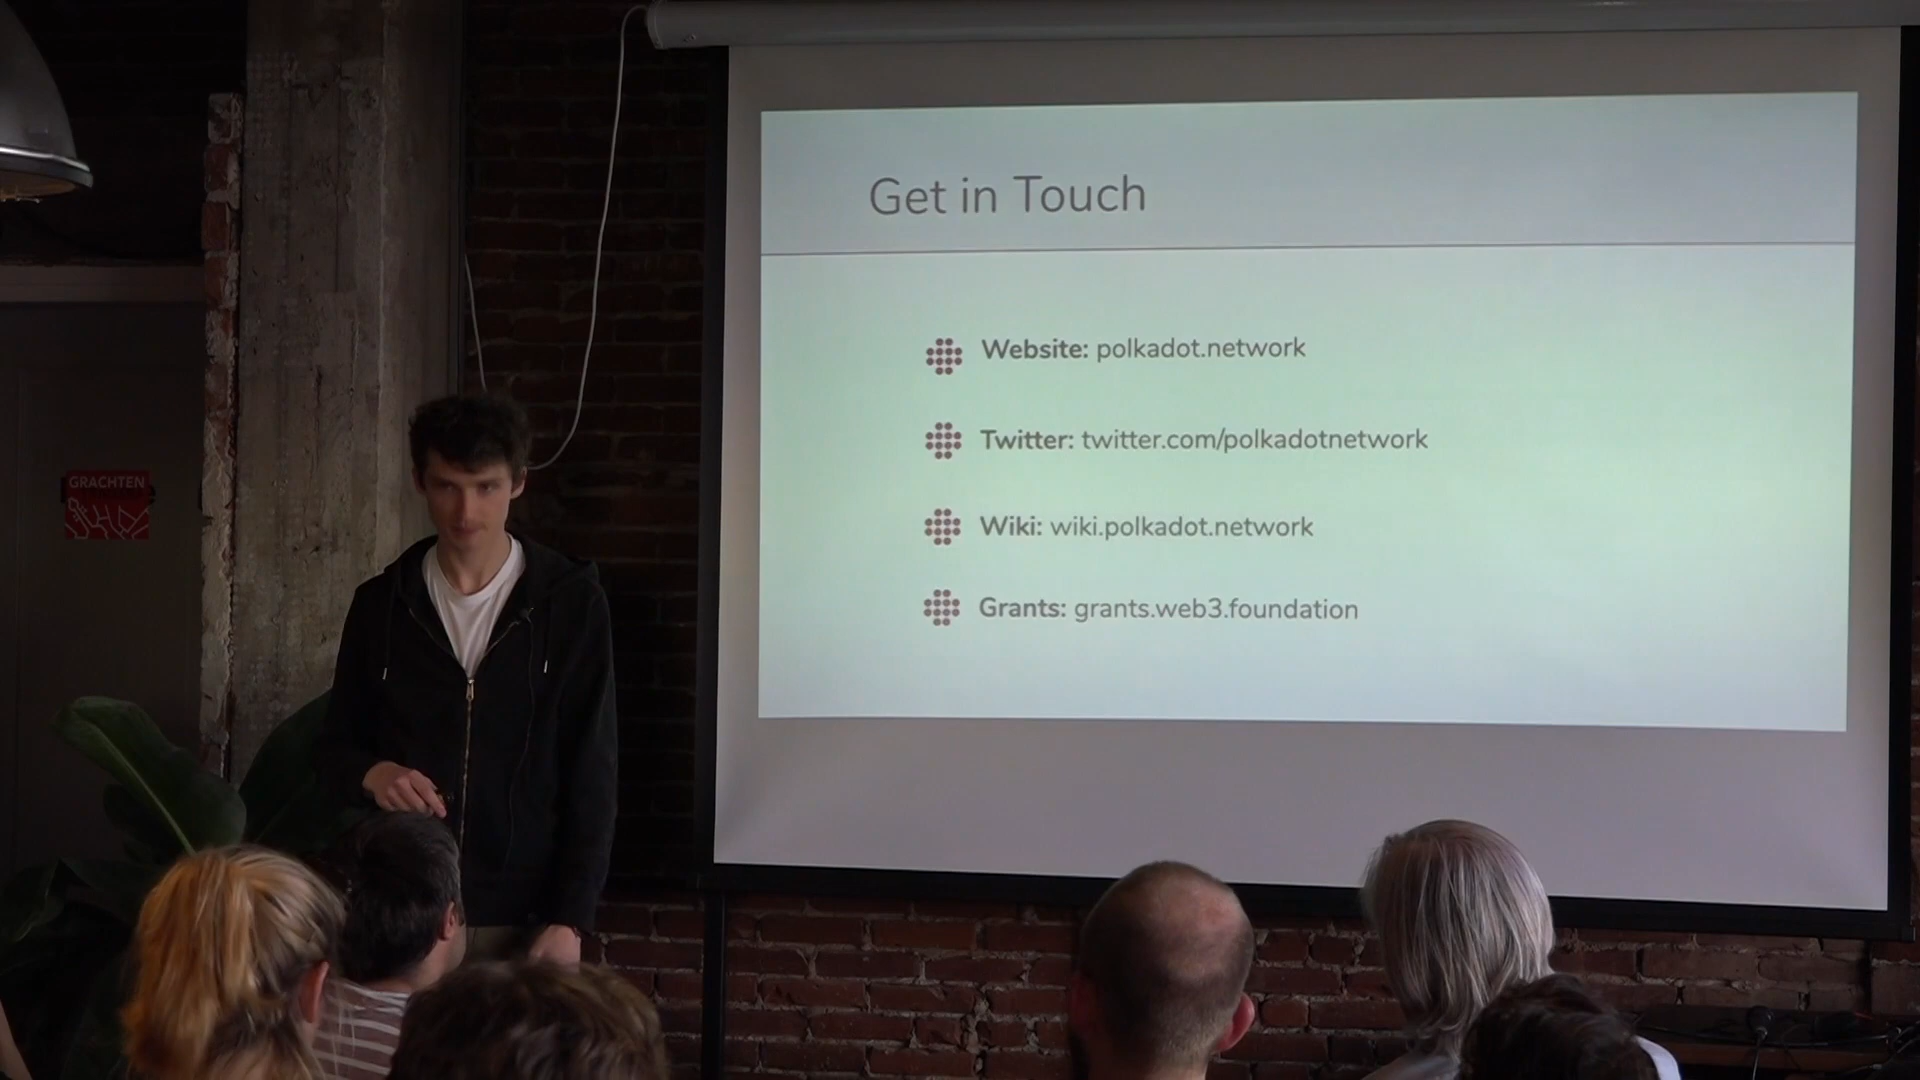 Get in Touch
Website: polkadot.network
Twitter: twitter.com/polkadotnetwork
Wiki: wiki.polkadot.network
Grants: grants.web3.foundation
GRACHTEN